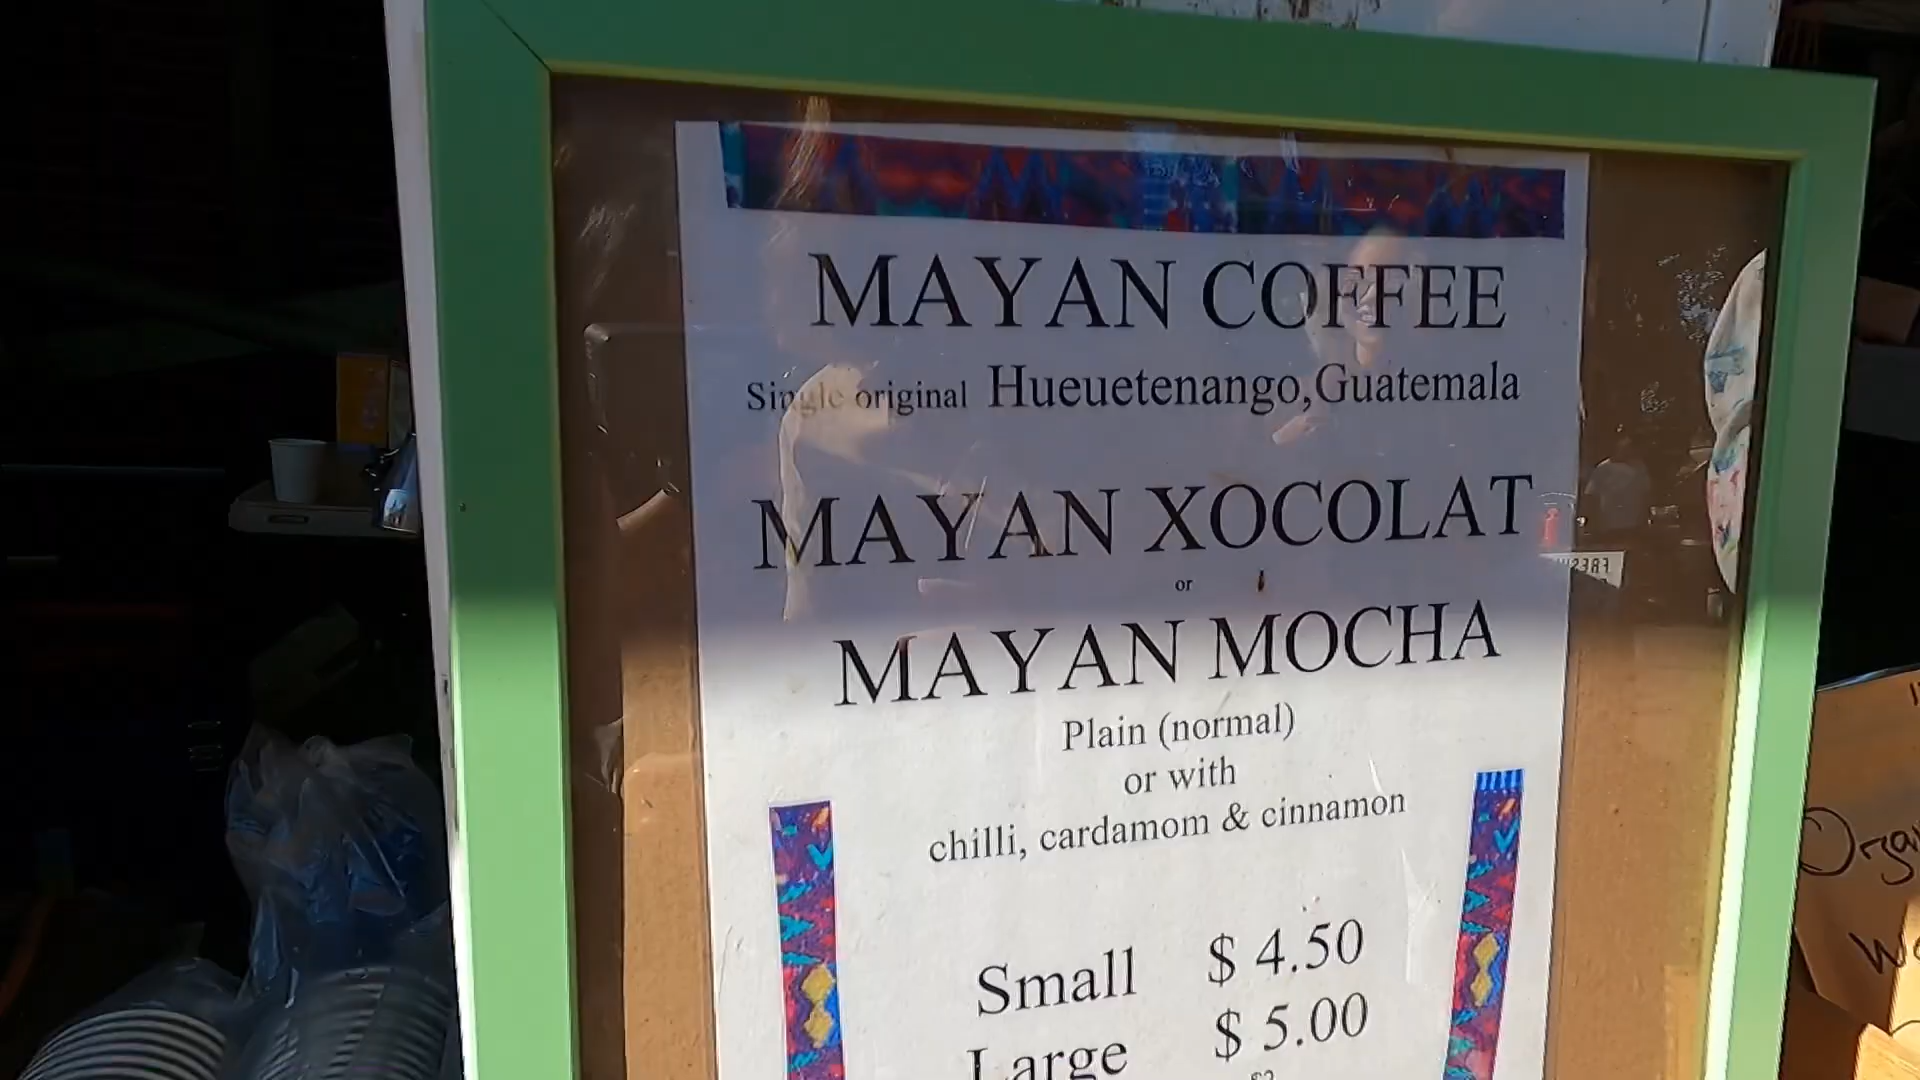 MAYAN COFFEE
Single original Hueuetenango,Guatemala
MAYAN XOCOLAT
or
MAYAN MOCHA
Plain (normal)
or with
chilli, cardamom & cinnamon
Small $ 4.50
Large $ 5.00